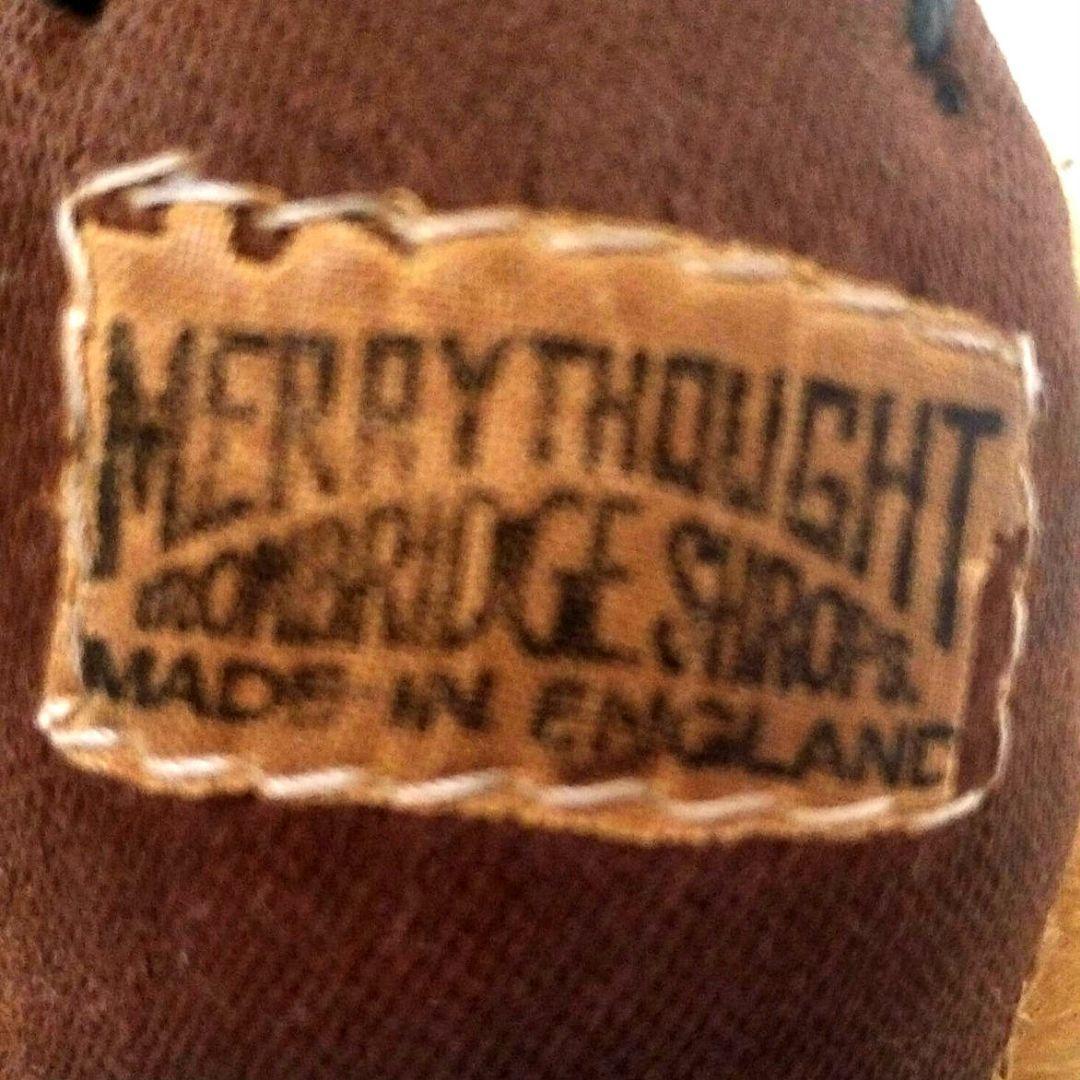 MERRYTHOUGHT
IRONBRIDGE SHROPS.
MADE IN ENGLAND